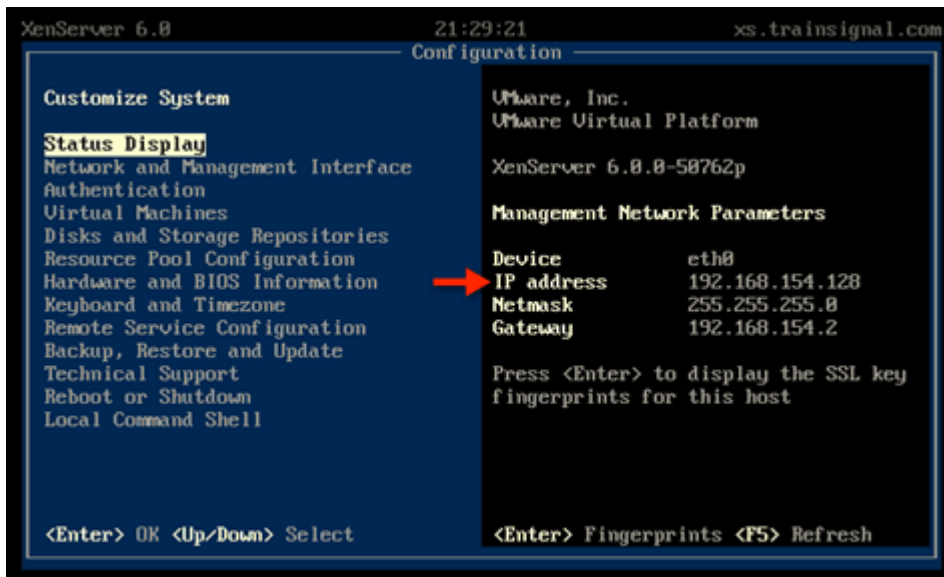 XenServer 6.0 21:29:21 xs.trainsignal.com
Configuration
Customize System
Status Display
Network and Management Interface
Authentication
Virtual Machines
Disks and Storage Repositories
Resource Pool Configuration
Hardware and BIOS Information
Keyboard and Timezone
Remote Service Configuration
Backup, Restore and Update
Technical Support
Reboot or Shutdown
Local Command Shell
<Enter> OK <Up/Down> Select
VMware, Inc.
VMware Virtual Platform
XenServer 6.0.0-50762p
Management Network Parameters
Device eth0
IP address 192.168.154.128
Netmask 255.255.255.0
Gateway 192.168.154.2
Press <Enter> to display the SSL key
fingerprints for this host
<Enter> Fingerprints <F5> Refresh